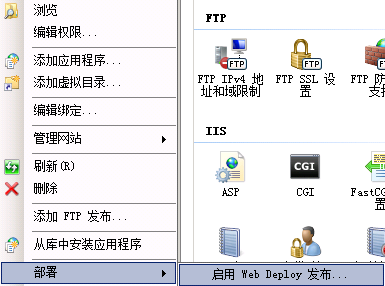 浏览
编辑权限...
添加应用程序...
添加虚拟目录...
编辑绑定...
管理网站
刷新(R)
删除
添加 FTP 发布...
从库中安装应用程序
部署
启用 Web Deploy 发布...
FTP
FTP
FTP
FTP
FTP IPv4 地
址和域限制
FTP SSL 设
置
FTP 防
支持
IIS
CGI
ASP
CGI
FastCG
置